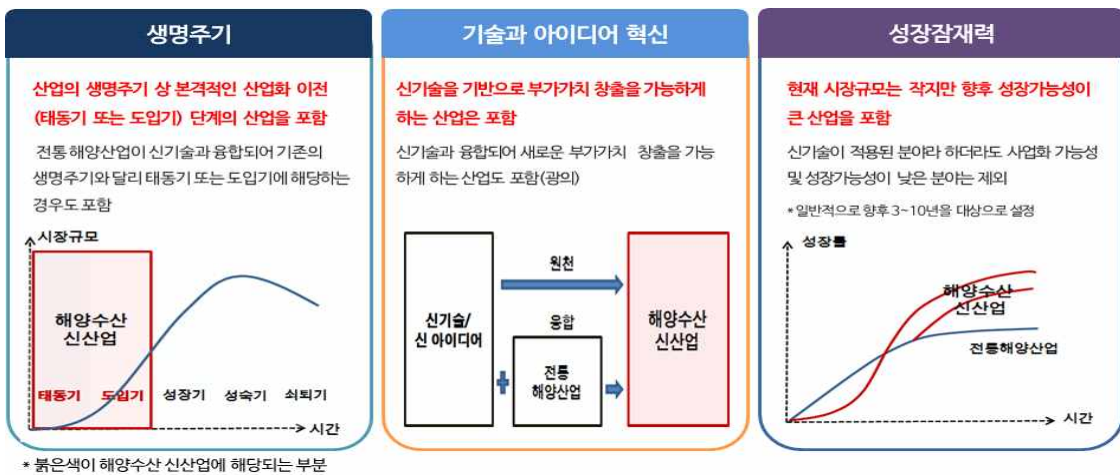 생명주기
산업의 생명주기 상 본격적인 산업화 이전
(태동기 또는 도입기) 단계의 산업을 포함
전통 해양산업이 신기술과 융합되어 기존의
생명주기와 달리 태동기 또는 도입기에 해당하는
경우도 포함
시장규모
해양수산
신산업
태동기 도입기 성장기 성숙기 쇠퇴기
시간
* 붉은색이 해양수산 신산업에 해당되는 부분
기술과 아이디어 혁신
신기술을 기반으로 부가가치 창출을 가능하게
하는 산업은 포함
신기술과 융합되어 새로운 부가가치 창출을 가능
하게 하는 산업도 포함(광의)
신기술/
신 아이디어
원천
융합
전통
해양산업
해양수산
신산업
성장잠재력
현재 시장규모는 작지만 향후 성장가능성이
큰 산업을 포함
신기술이 적용된 분야라 하더라도 사업화 가능성
및 성장가능성이 낮은 분야는 제외
* 일반적으로 향후 3~10년을 대상으로 설정
성장률
해양수산
신산업
전통해양산업
시간